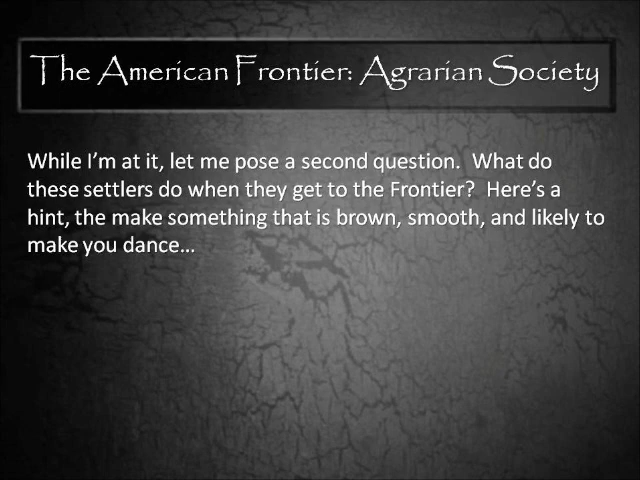 The American Frontier: Agrarian Society
While I'm at it, let me pose a second question.  What do
these settlers do when they get to the Frontier?  Here's a
hint, the make something that is brown, smooth, and likely to
make you dance…